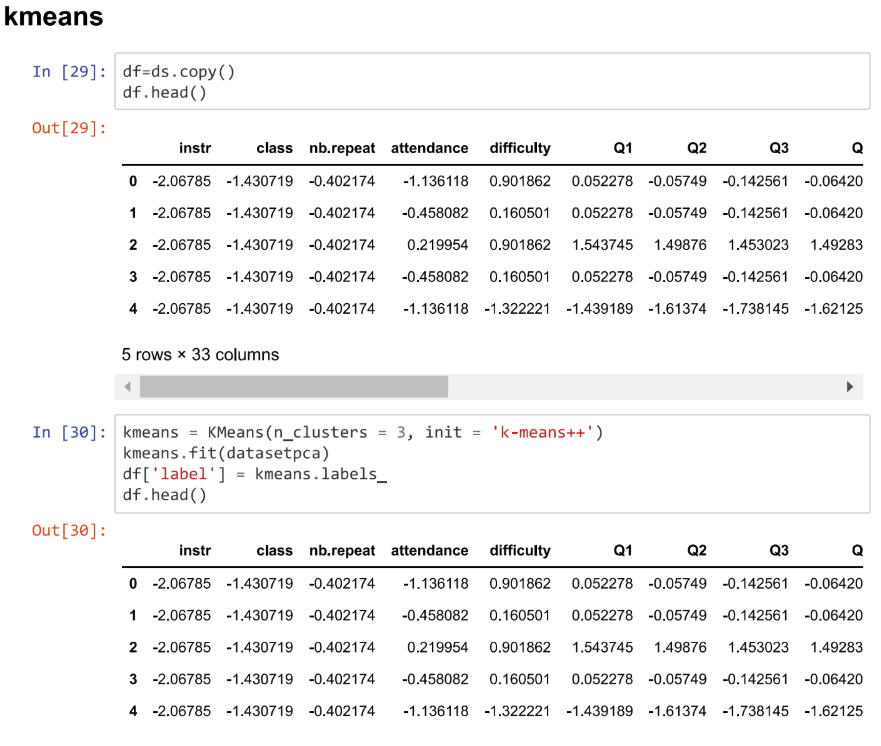 kmeans
In [29]: df=ds.copy()
df.head()
Out[29]:
instr class nb.repeat attendance difficulty Q1 Q2 Q3 Q
0 -2.06785 -1.430719 -0.402174 -1.136118 0.901862 0.052278 -0.05749 -0.142561 -0.06420
1 -2.06785 -1.430719 -0.402174 -0.458082 0.160501 0.052278 -0.05749 -0.142561 -0.06420
2 -2.06785 -1.430719 -0.402174 0.219954 0.901862 1.543745 1.49876 1.453023 1.49283
3 -2.06785 -1.430719 -0.402174 -0.458082 0.160501 0.052278 -0.05749 -0.142561 -0.06420
4 -2.06785 -1.430719 -0.402174 -1.136118 -1.322221 -1.439189 -1.61374 -1.738145 -1.62125
5 rows × 33 columns
In [30]: kmeans = KMeans(n_clusters = 3, init = 'k-means++')
kmeans.fit(datasetpca)
df['label'] = kmeans.labels_
df.head()
Out[30]:
instr class nb.repeat attendance difficulty Q1 Q2 Q3 Q
0 -2.06785 -1.430719 -0.402174 -1.136118 0.901862 0.052278 -0.05749 -0.142561 -0.06420
1 -2.06785 -1.430719 -0.402174 -0.458082 0.160501 0.052278 -0.05749 -0.142561 -0.06420
2 -2.06785 -1.430719 -0.402174 0.219954 0.901862 1.543745 1.49876 1.453023 1.49283
3 -2.06785 -1.430719 -0.402174 -0.458082 0.160501 0.052278 -0.05749 -0.142561 -0.06420
4 -2.06785 -1.430719 -0.402174 -1.136118 -1.322221 -1.439189 -1.61374 -1.738145 -1.62125